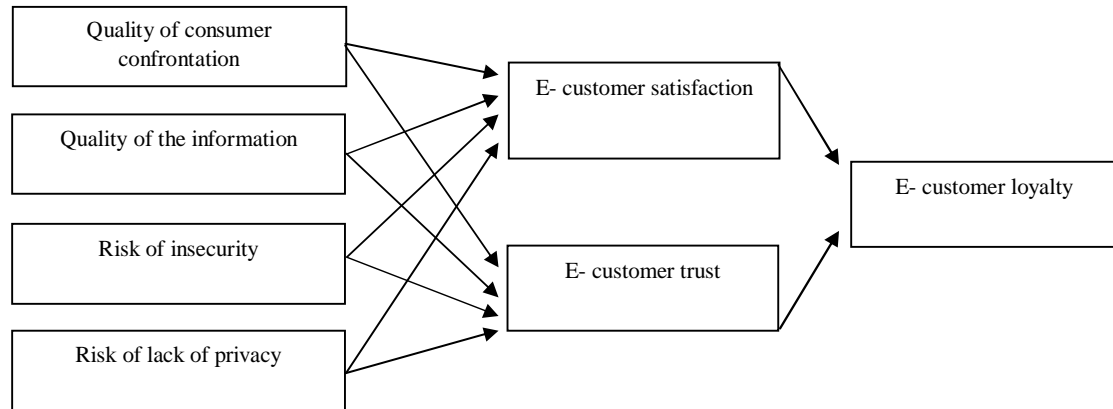 Quality of consumer
confrontation
Quality of the information
Risk of insecurity
Risk of lack of privacy
E- customer satisfaction
E- customer trust
E- customer loyalty